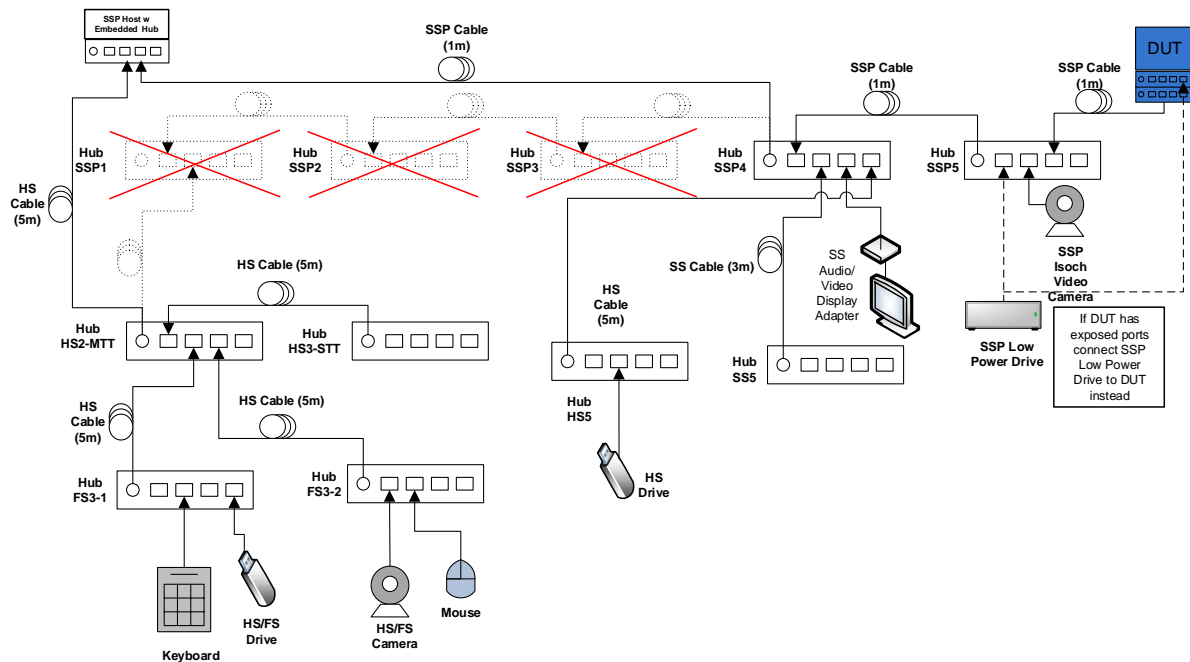 SSP Host w
Embedded Hub
SSP Cable
(1m)
SSP Cable
(1m)
SSP Cable
(1m)
DUT
Hub
SSP1
Hub
SSP2
Hub
SSP3
Hub
SSP4
Hub
SSP5
HS
Cable
(5m)
HS Cable (5m)
SS Cable (3m)
HS
Cable
(5m)
SS
Audio/
Video
Display
Adapter
SSP
Isoch
Video
Camera
Hub
HS2-MTT
Hub
HS3-STT
Hub
HS5
Hub
SS5
SSP Low
Power Drive
If DUT has
exposed ports
connect SSP
Low Power
Drive to DUT
instead
HS
Cable
(5m)
HS Cable (5m)
Hub
FS3-1
Hub
FS3-2
HS
Drive
Keyboard
HS/FS
Drive
HS/FS
Camera
Mouse